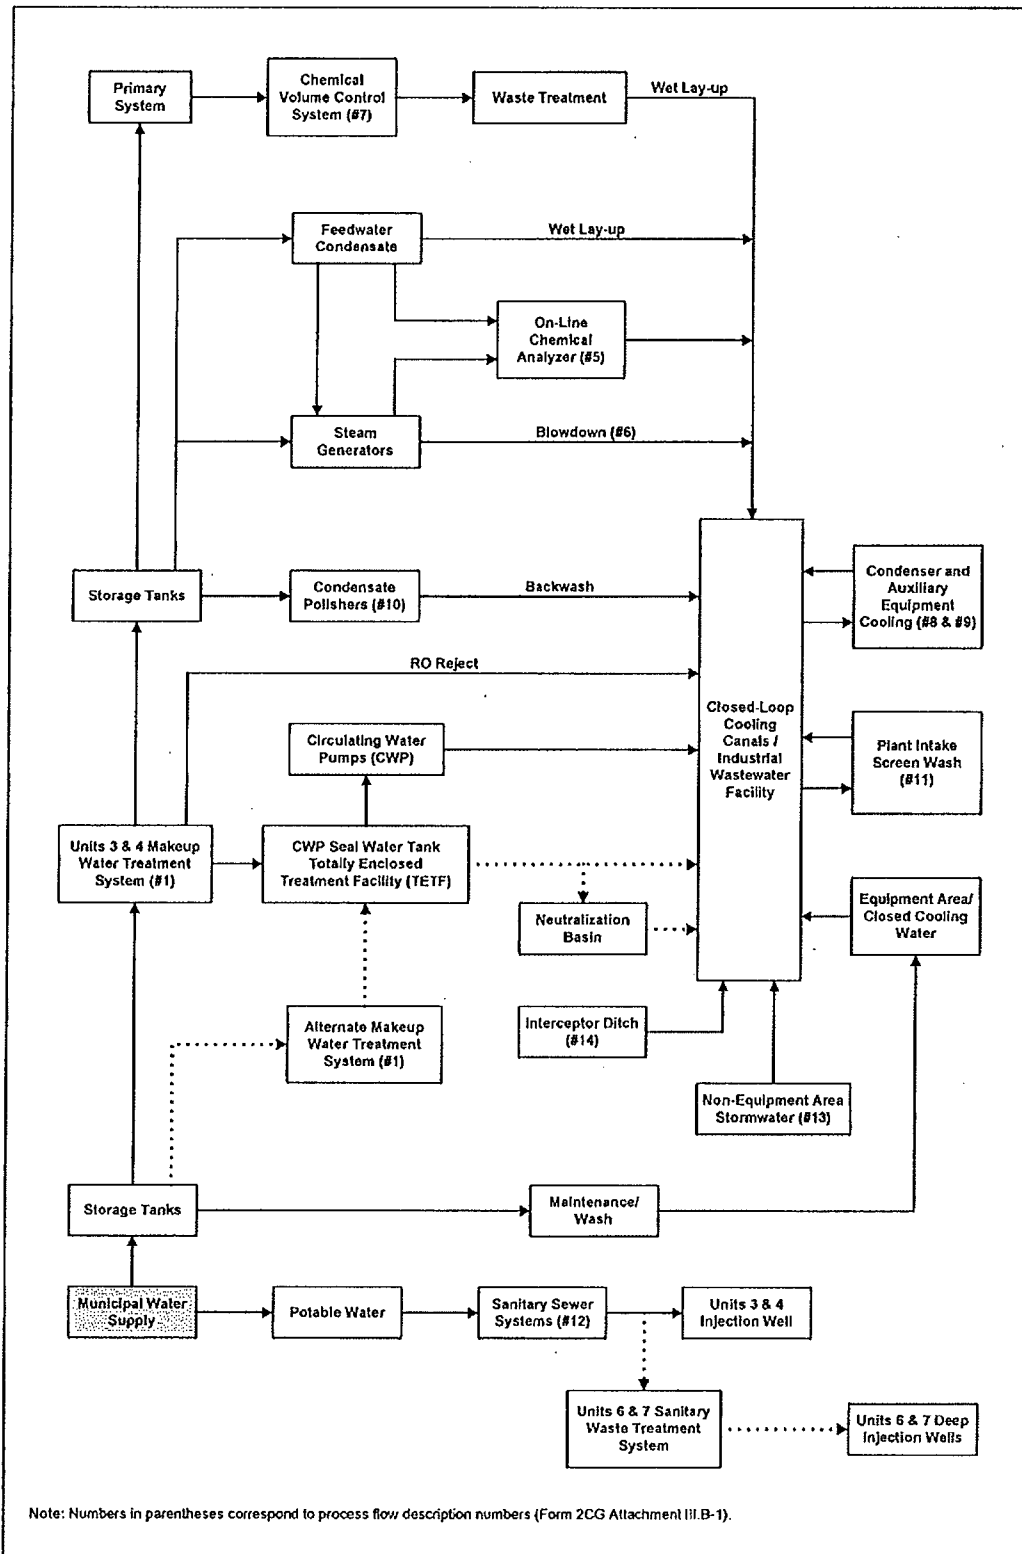 Primary
System
Chemical
Volume Control
System (#7)
Waste Treatment
Wet Lay-up
Feedwater
Condensate
Wet Lay-up
On-Line
Chemical
Analyzer (#5)
Steam
Generators
Blowdown (#6)
Storage Tanks
Condensate
Polishers (#10)
Backwash
Condenser and
Auxiliary
Equipment
Cooling (#8 & #9)
RO Reject
Closed-Loop
Cooling
Canals /
Industrial
Wastewater
Facility
Circulating Water
Pumps (CWP)
Plant Intake
Screen Wash
(#11)
Units 3 & 4 Makeup
Water Treatment
System (#1)
CWP Seal Water Tank
Totally Enclosed
Treatment Facility (TETF)
Neutralization
Basin
Equipment Area/
Closed Cooling
Water
Alternate Makeup
Water Treatment
System (#1)
Interceptor Ditch
(#14)
Non-Equipment Area
Stormwater (#13)
Storage Tanks
Maintenance/
Wash
Municipal Water
Supply
Potable Water
Sanitary Sewer
Systems (#12)
Units 3 & 4
Injection Well
Units 6 & 7 Sanitary
Waste Treatment
System
Units 6 & 7 Deep
Injection Wells
Note: Numbers in parentheses correspond to process flow description numbers (Form 2CG Attachment III.B-1).